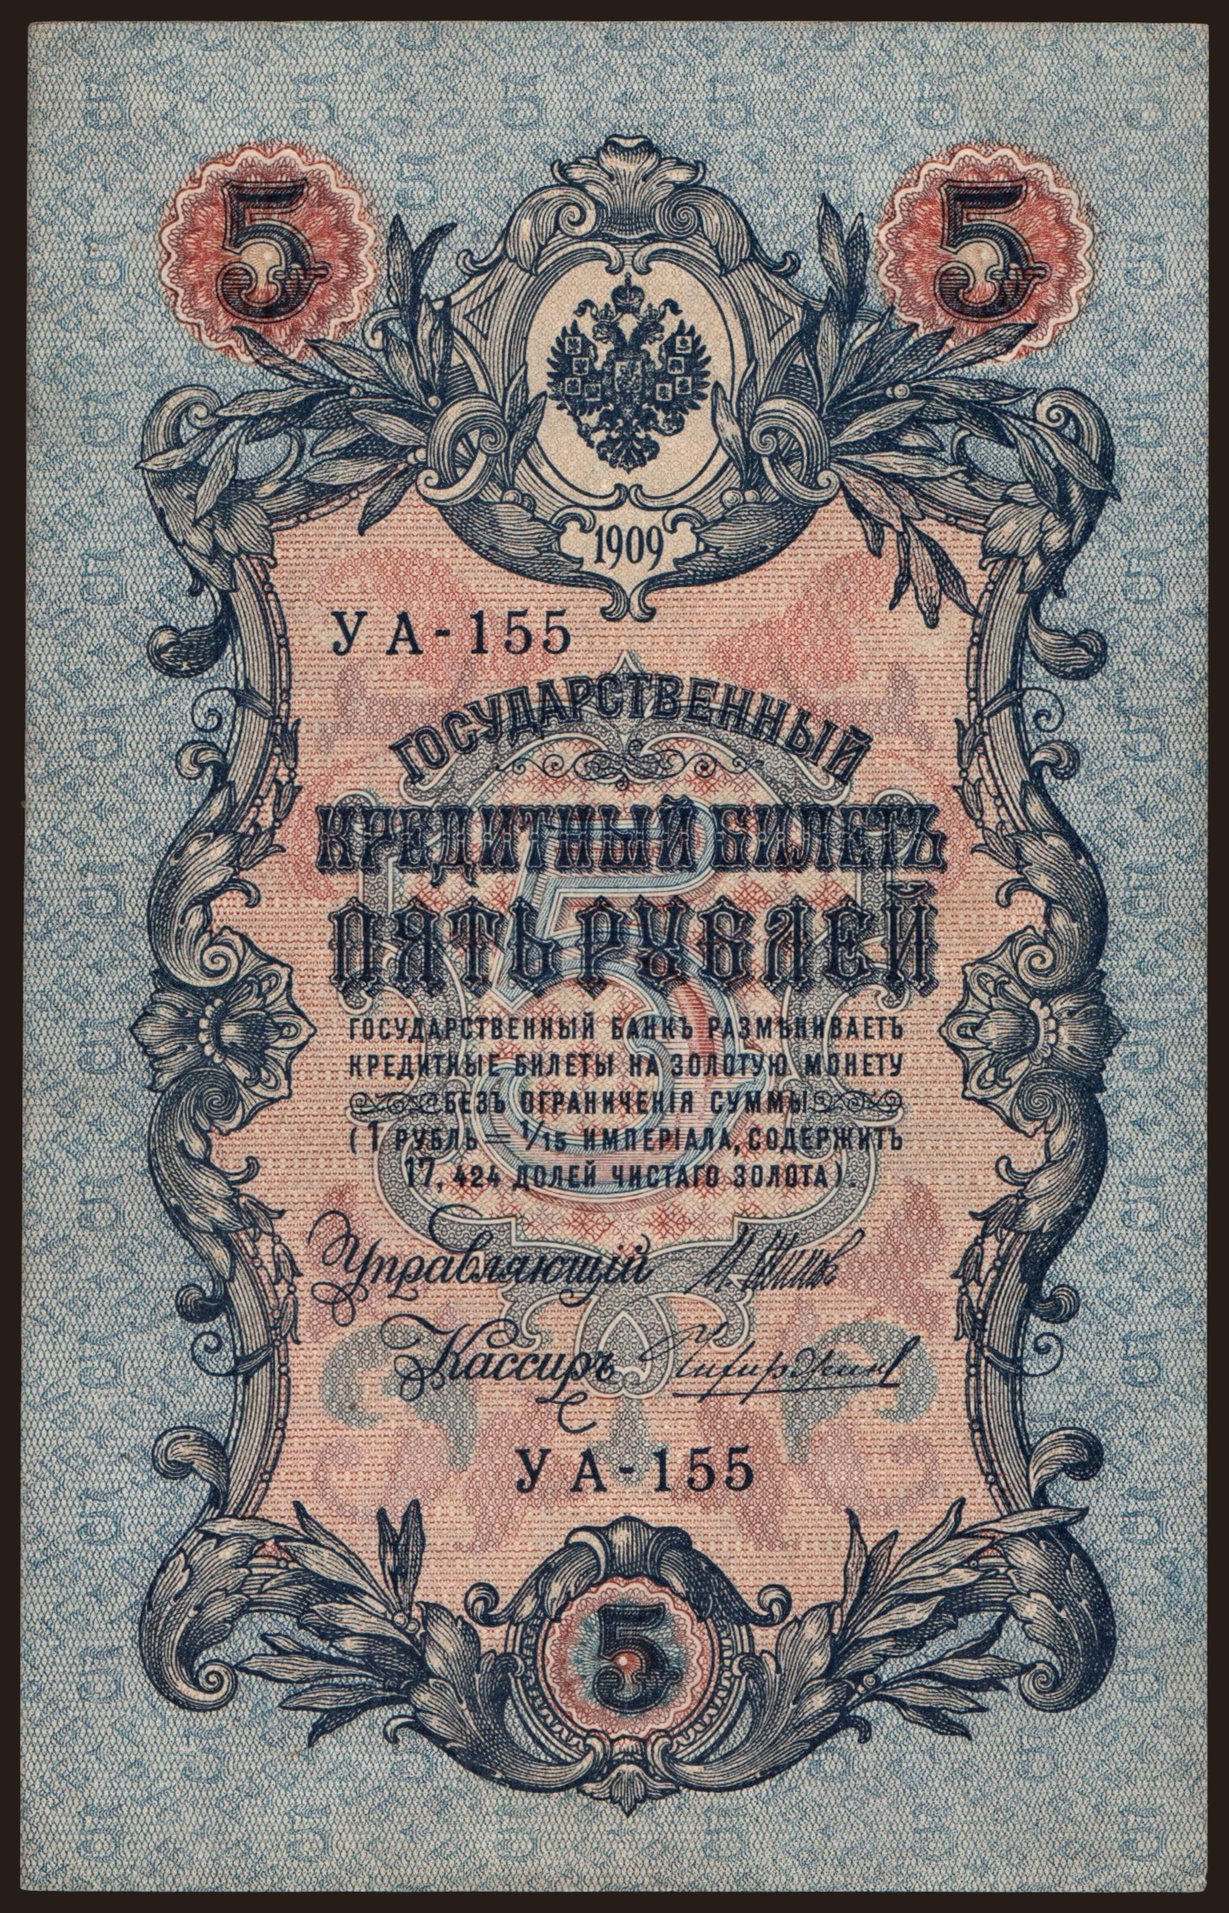 5 5
1909
УА-155
ГОСУДАРСТВЕННЫЙ
КРЕДИТНЫЙ БИЛЕТЪ
ПЯТЬ РУБЛЕЙ
ГОСУДАРСТВЕННЫЙ БАНКЪ РАЗМѢНИВАЕТЪ
КРЕДИТНЫЕ БИЛЕТЫ НА ЗОЛОТУЮ МОНЕТУ
БЕЗЪ ОГРАНИЧЕНІЯ СУММЫ
(1 РУБЛЬ = 1/15 ИМПЕРІАЛА, СОДЕРЖИТЪ
17,424 ДОЛЕЙ ЧИСТАГО ЗОЛОТА).
Управляющій
Кассиръ
УА-155
5